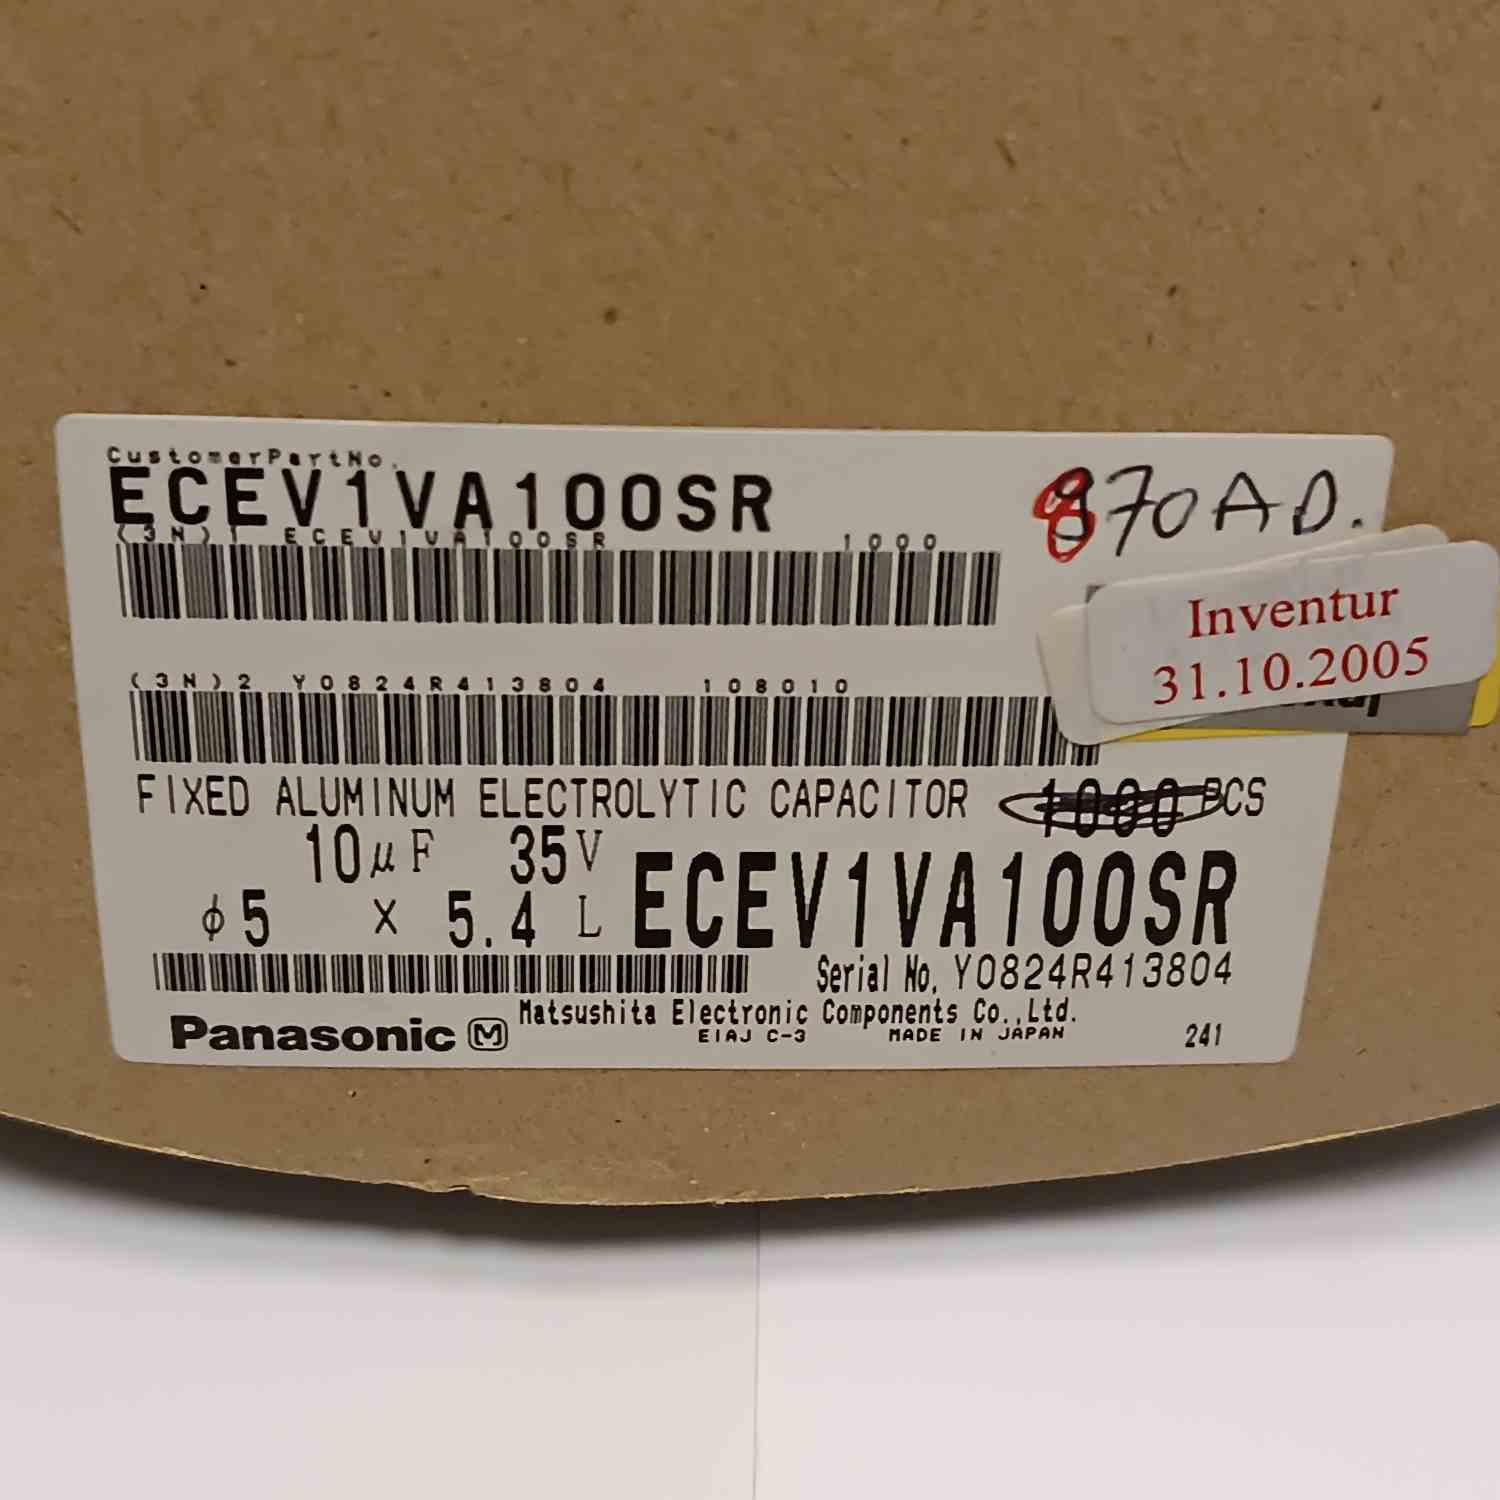 CustomerPartNo.
ECEV1VA100SR
(3N)1 ECEV1VA100SR 1000
870AD.
Inventur
31.10.2005
(3N)2 Y0824R413804 108010
FIXED ALUMINUM ELECTROLYTIC CAPACITOR 1000 PCS
10μF 35V
ECEV1VA100SR
φ5 × 5.4 L
Serial No. Y0824R413804
Matsushita Electronic Components Co.,Ltd.
Panasonic M
EIAJ C-3 MADE IN JAPAN 241